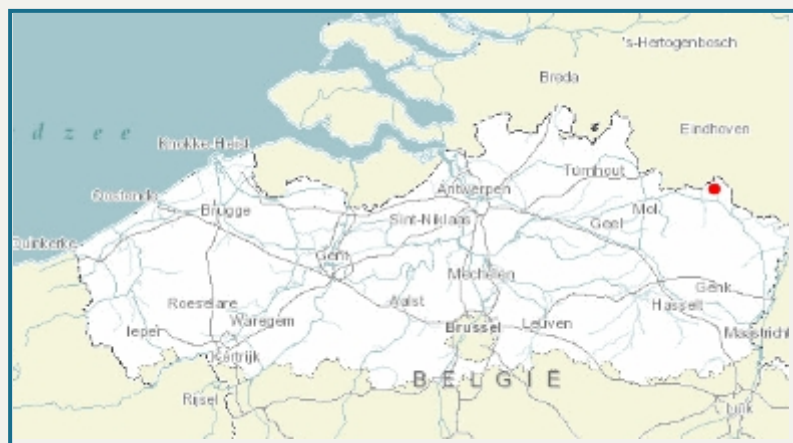 's-Hertogenbosch
Breda
Eindhoven
dzee
Knokke-Heist
Turnhout
Antwerpen
Oostende
Brugge
Mol
Sint-Niklaas
Geel
Duinkerke
Gent
Mechelen
Genk
Roeselare
Aalst
Hasselt
Waregem
Ieper
Brussel
Leuven
Maastricht
Kortrijk
BELGIE
Rijsel
Luik